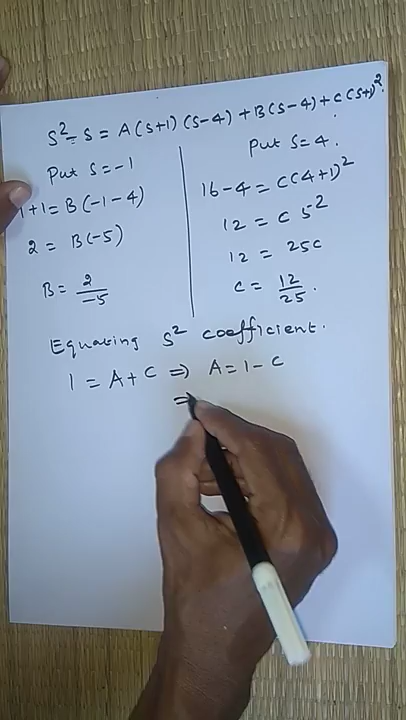 S² - S = A(S+1)(S-4) + B(S-4) + C(S+1)²
Put S = -1
1+1 = B(-1-4)
2 = B(-5)
B = 2/-5
Put S = 4.
16-4 = C(4+1)²
12 = C 5²
12 = 25C
C = 12/25.
Equating S² coefficient.
1 = A + C ⇒ A = 1 - C
⇒